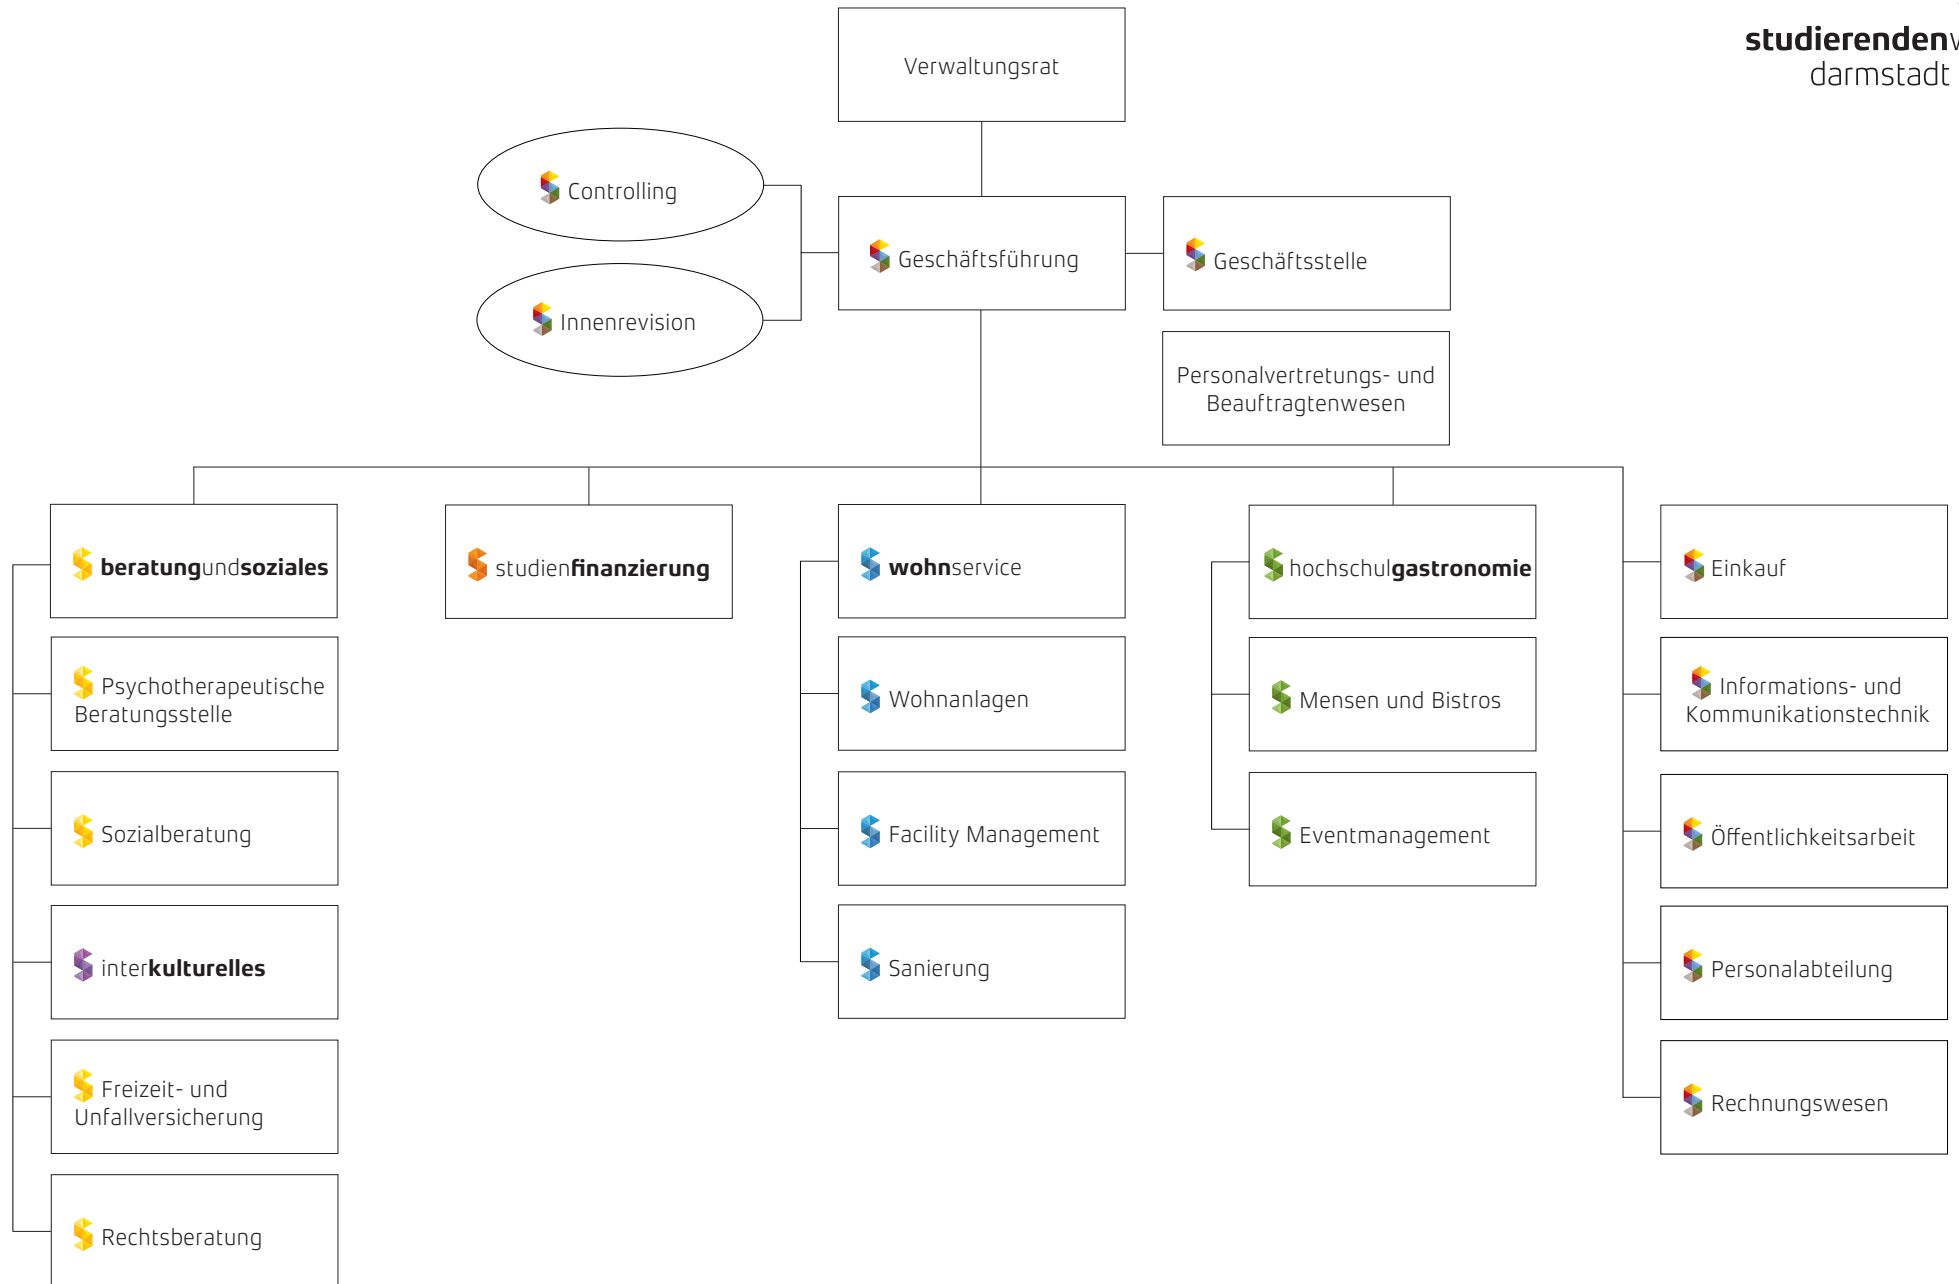 Verwaltungsrat
studierenden
darmstadt
Controlling
Innenrevision
Geschäftsführung
Geschäftsstelle
Personalvertretungs- und
Beauftragtenwesen
beratungundsoziales
Psychotherapeutische
Beratungsstelle
Sozialberatung
interkulturelles
Freizeit- und
Unfallversicherung
Rechtsberatung
studienfinanzierung
wohnservice
Wohnanlagen
Facility Management
Sanierung
hochschulgastronomie
Mensen und Bistros
Eventmanagement
Einkauf
Informations- und
Kommunikationstechnik
Öffentlichkeitsarbeit
Personalabteilung
Rechnungswesen